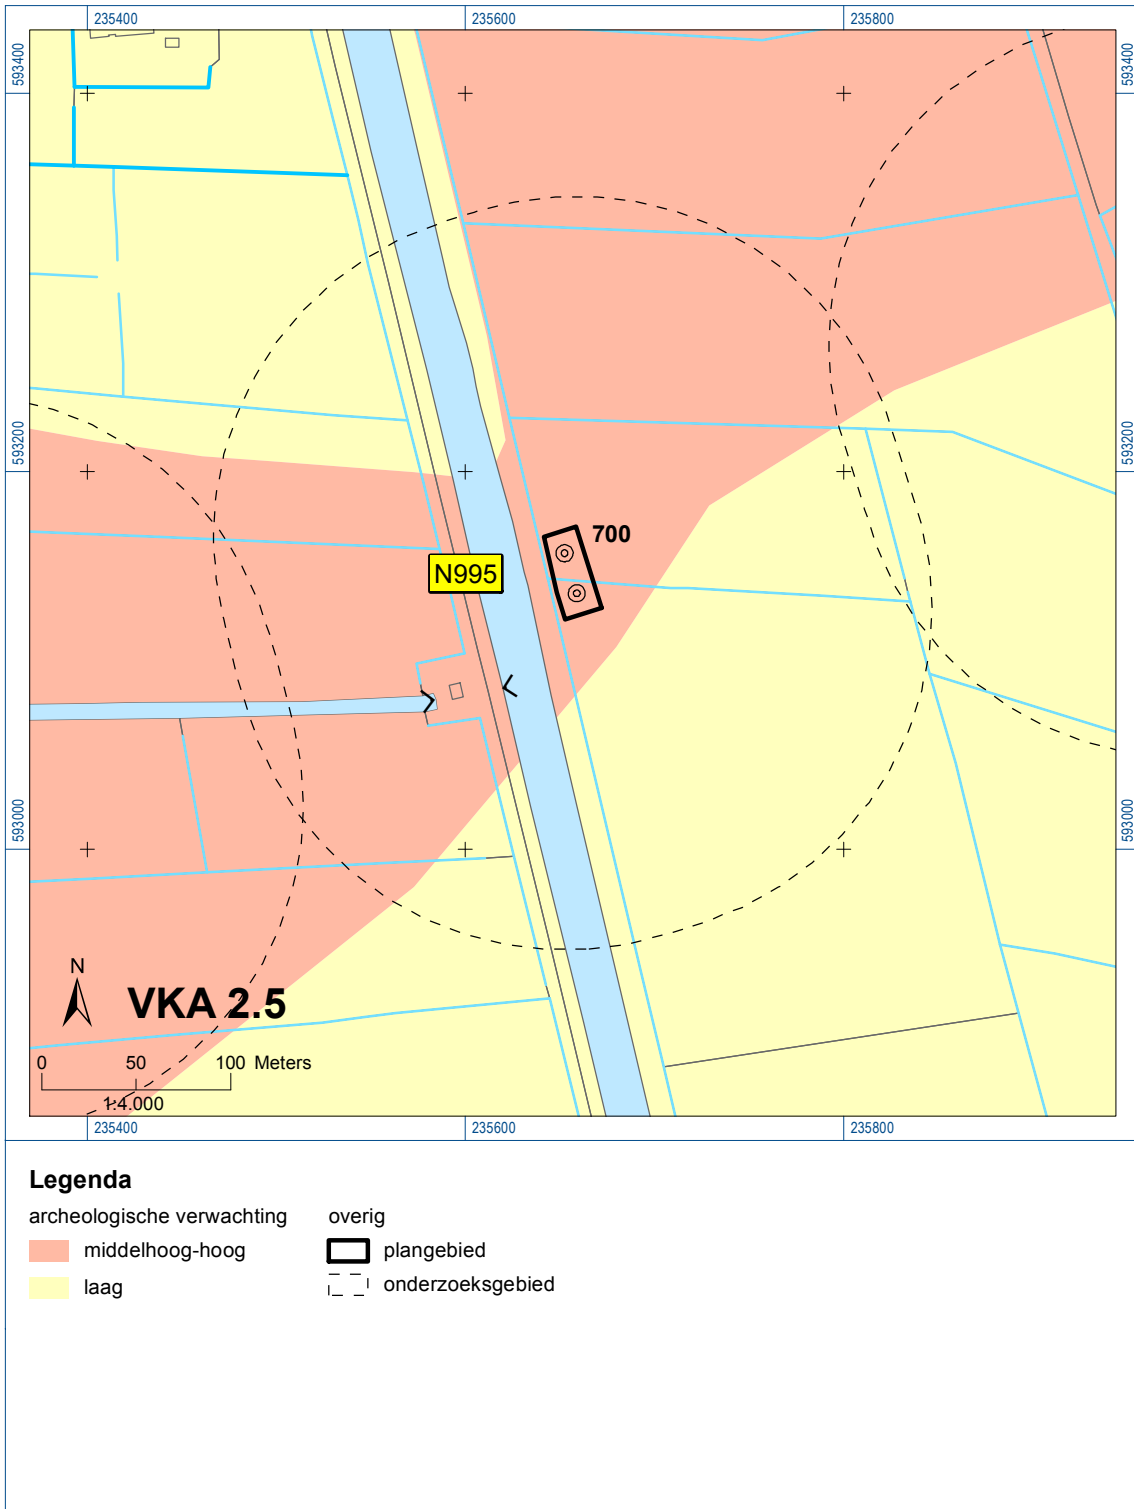 235400
235600
235800
593400
593400
593200
593200
700
N995
593000
593000
N
VKA 2.5
0
50
100 Meters
1:4.000
235400
235600
235800
Legenda
archeologische verwachting
overig
middelhoog-hoog
plangebied
laag
onderzoeksgebied